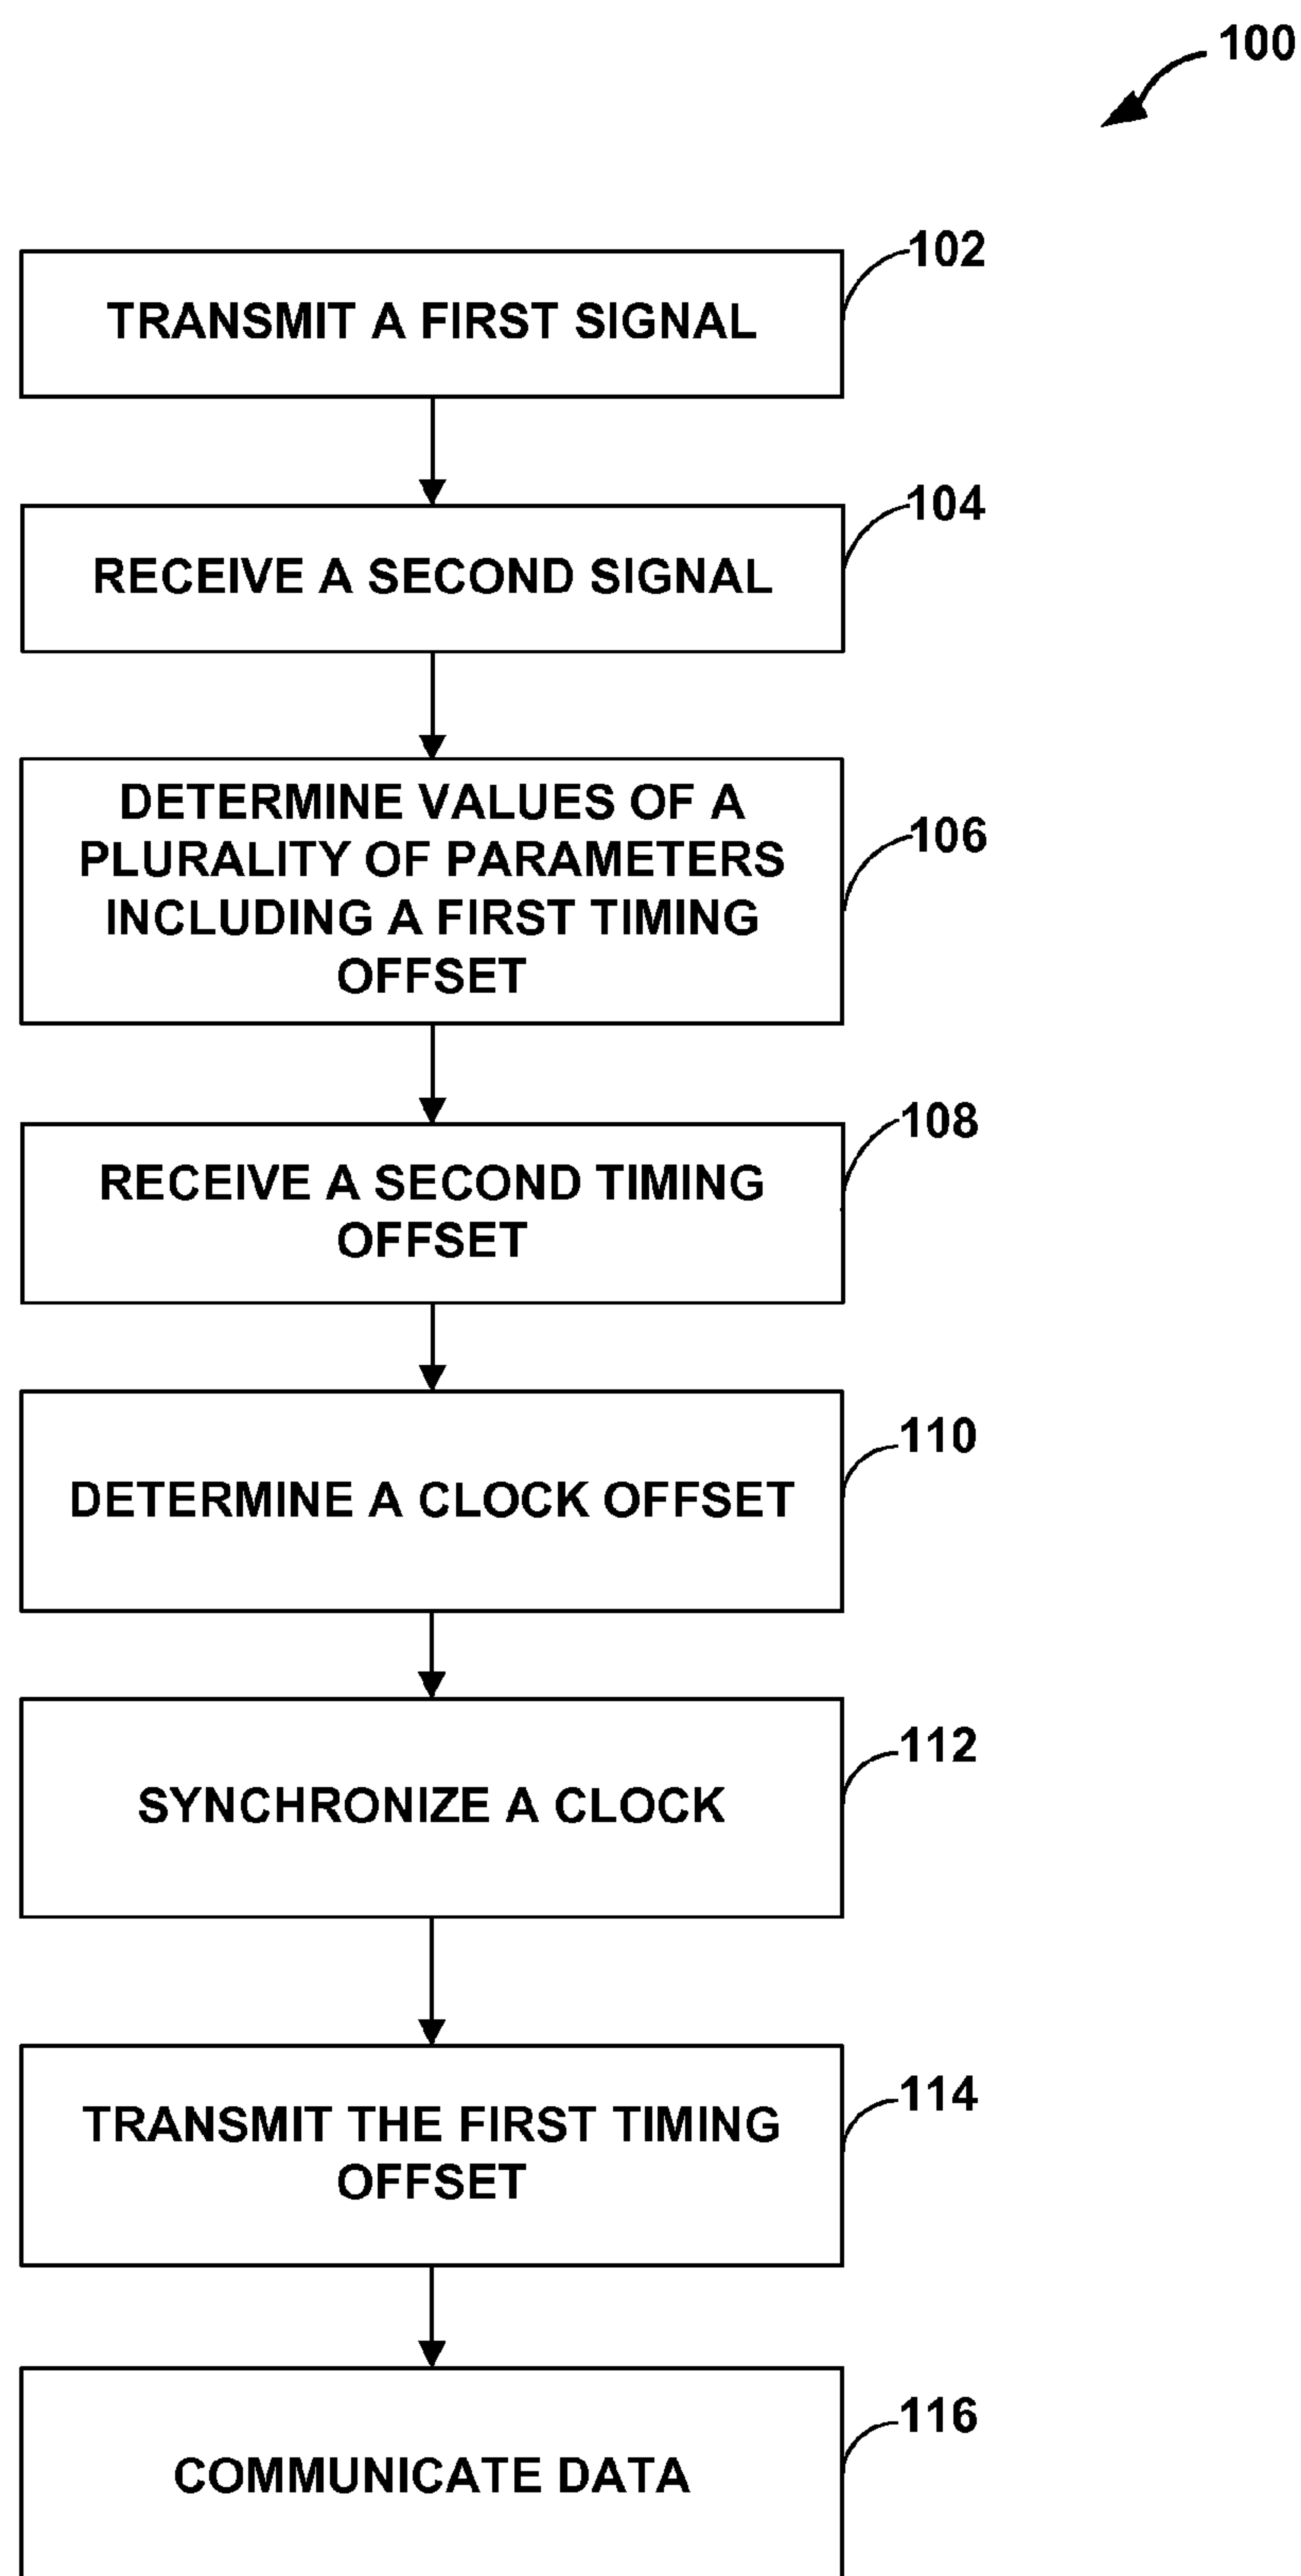 100
102
TRANSMIT A FIRST SIGNAL
104
RECEIVE A SECOND SIGNAL
106
DETERMINE VALUES OF A
PLURALITY OF PARAMETERS
INCLUDING A FIRST TIMING
OFFSET
108
RECEIVE A SECOND TIMING
OFFSET
110
DETERMINE A CLOCK OFFSET
112
SYNCHRONIZE A CLOCK
114
TRANSMIT THE FIRST TIMING
OFFSET
116
COMMUNICATE DATA